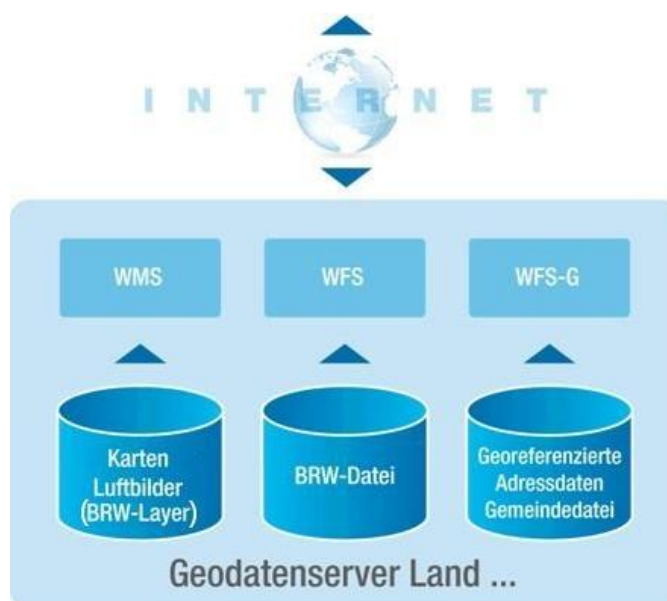 INTERNET
WMS
WFS
WFS-G
Karten
Luftbilder
(BRW-Layer)
BRW-Datei
Georeferenzierte
Adressdaten
Gemeindedatei
Geodatenserver Land ...